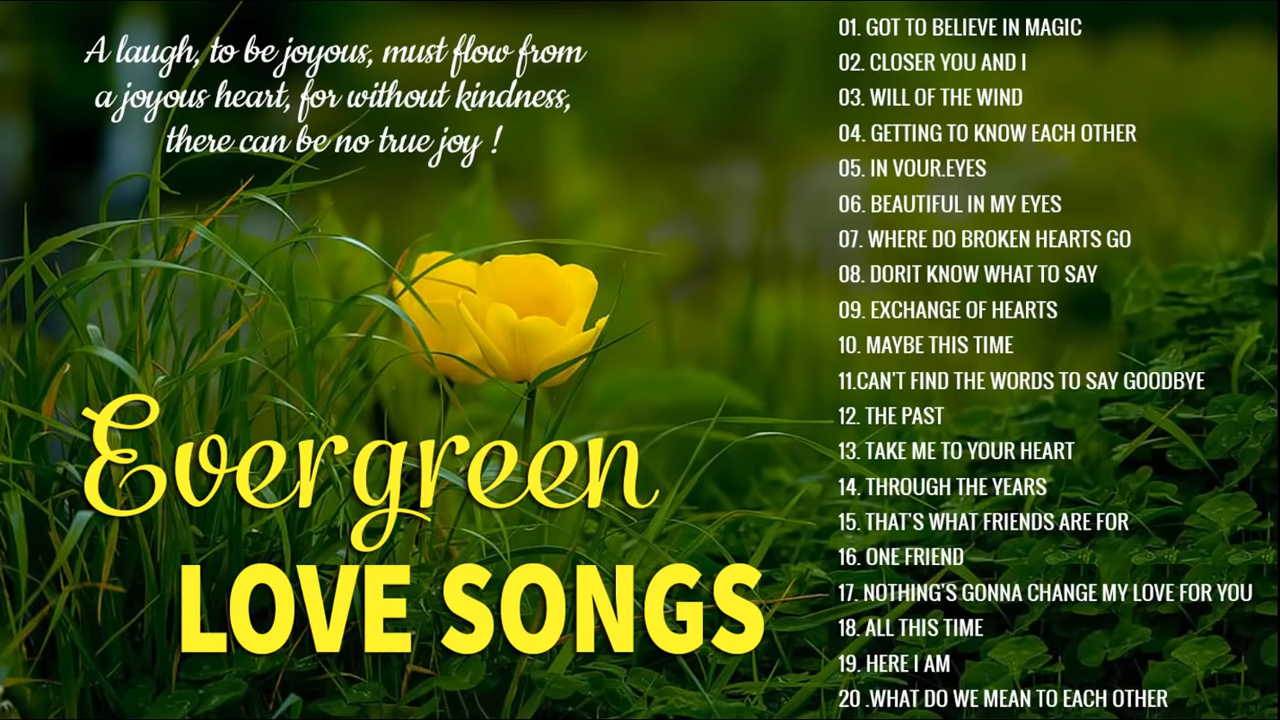 A laugh, to be joyous, must flow from
a joyous heart, for without kindness,
there can be no true joy !
Evergreen
LOVE SONGS
01. GOT TO BELIEVE IN MAGIC
02. CLOSER YOU AND I
03. WILL OF THE WIND
04. GETTING TO KNOW EACH OTHER
05. IN VOUR.EYES
06. BEAUTIFUL IN MY EYES
07. WHERE DO BROKEN HEARTS GO
08. DORIT KNOW WHAT TO SAY
09. EXCHANGE OF HEARTS
10. MAYBE THIS TIME
11.CAN'T FIND THE WORDS TO SAY GOODBYE
12. THE PAST
13. TAKE ME TO YOUR HEART
14. THROUGH THE YEARS
15. THAT'S WHAT FRIENDS ARE FOR
16. ONE FRIEND
17. NOTHING'S GONNA CHANGE MY LOVE FOR YOU
18. ALL THIS TIME
19. HERE I AM
20 .WHAT DO WE MEAN TO EACH OTHER